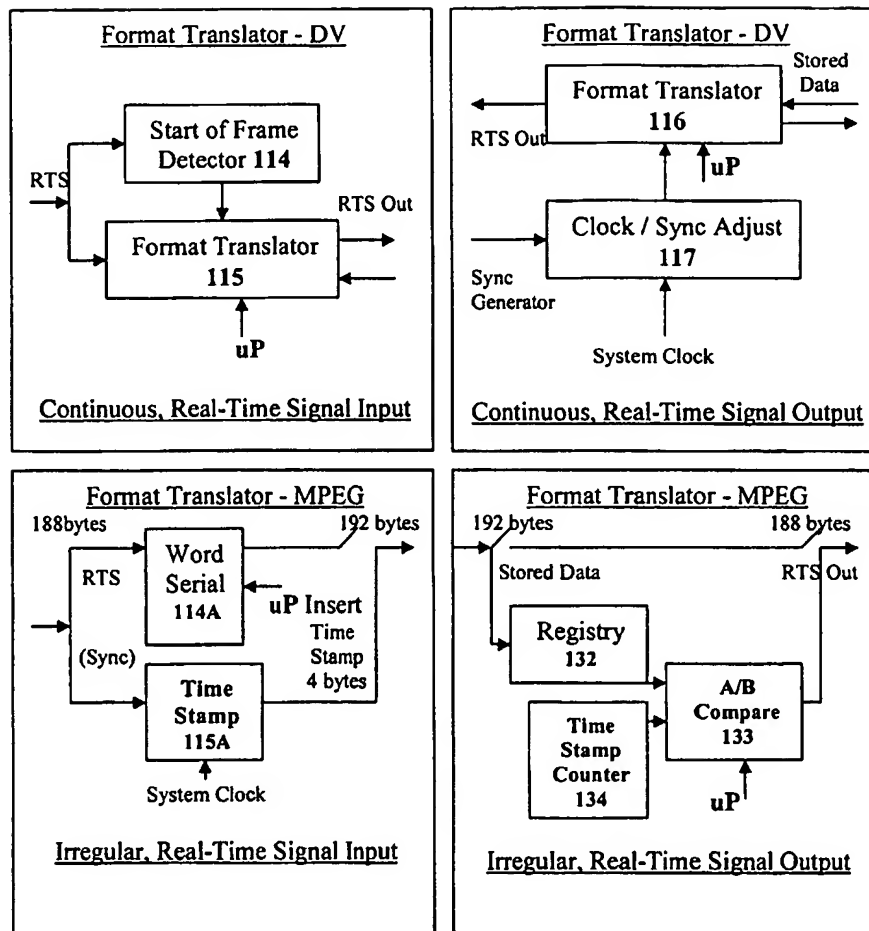 Format Translator - DV
Start of Frame
Detector 114
RTS
RTS Out
Format Translator
115
uP
Continuous, Real-Time Signal Input
Format Translator - DV
Stored
Data
Format Translator
116
RTS Out
uP
Clock / Sync Adjust
117
Sync
Generator
System Clock
Continuous, Real-Time Signal Output
Format Translator - MPEG
188bytes
192 bytes
Word
Serial
114A
RTS
uP Insert
Time
Stamp
4 bytes
(Sync)
Time
Stamp
115A
System Clock
Irregular, Real-Time Signal Input
Format Translator - MPEG
192 bytes
188 bytes
Stored Data
RTS Out
Registry
132
A/B
Compare
133
Time
Stamp
Counter
134
uP
Irregular, Real-Time Signal Output